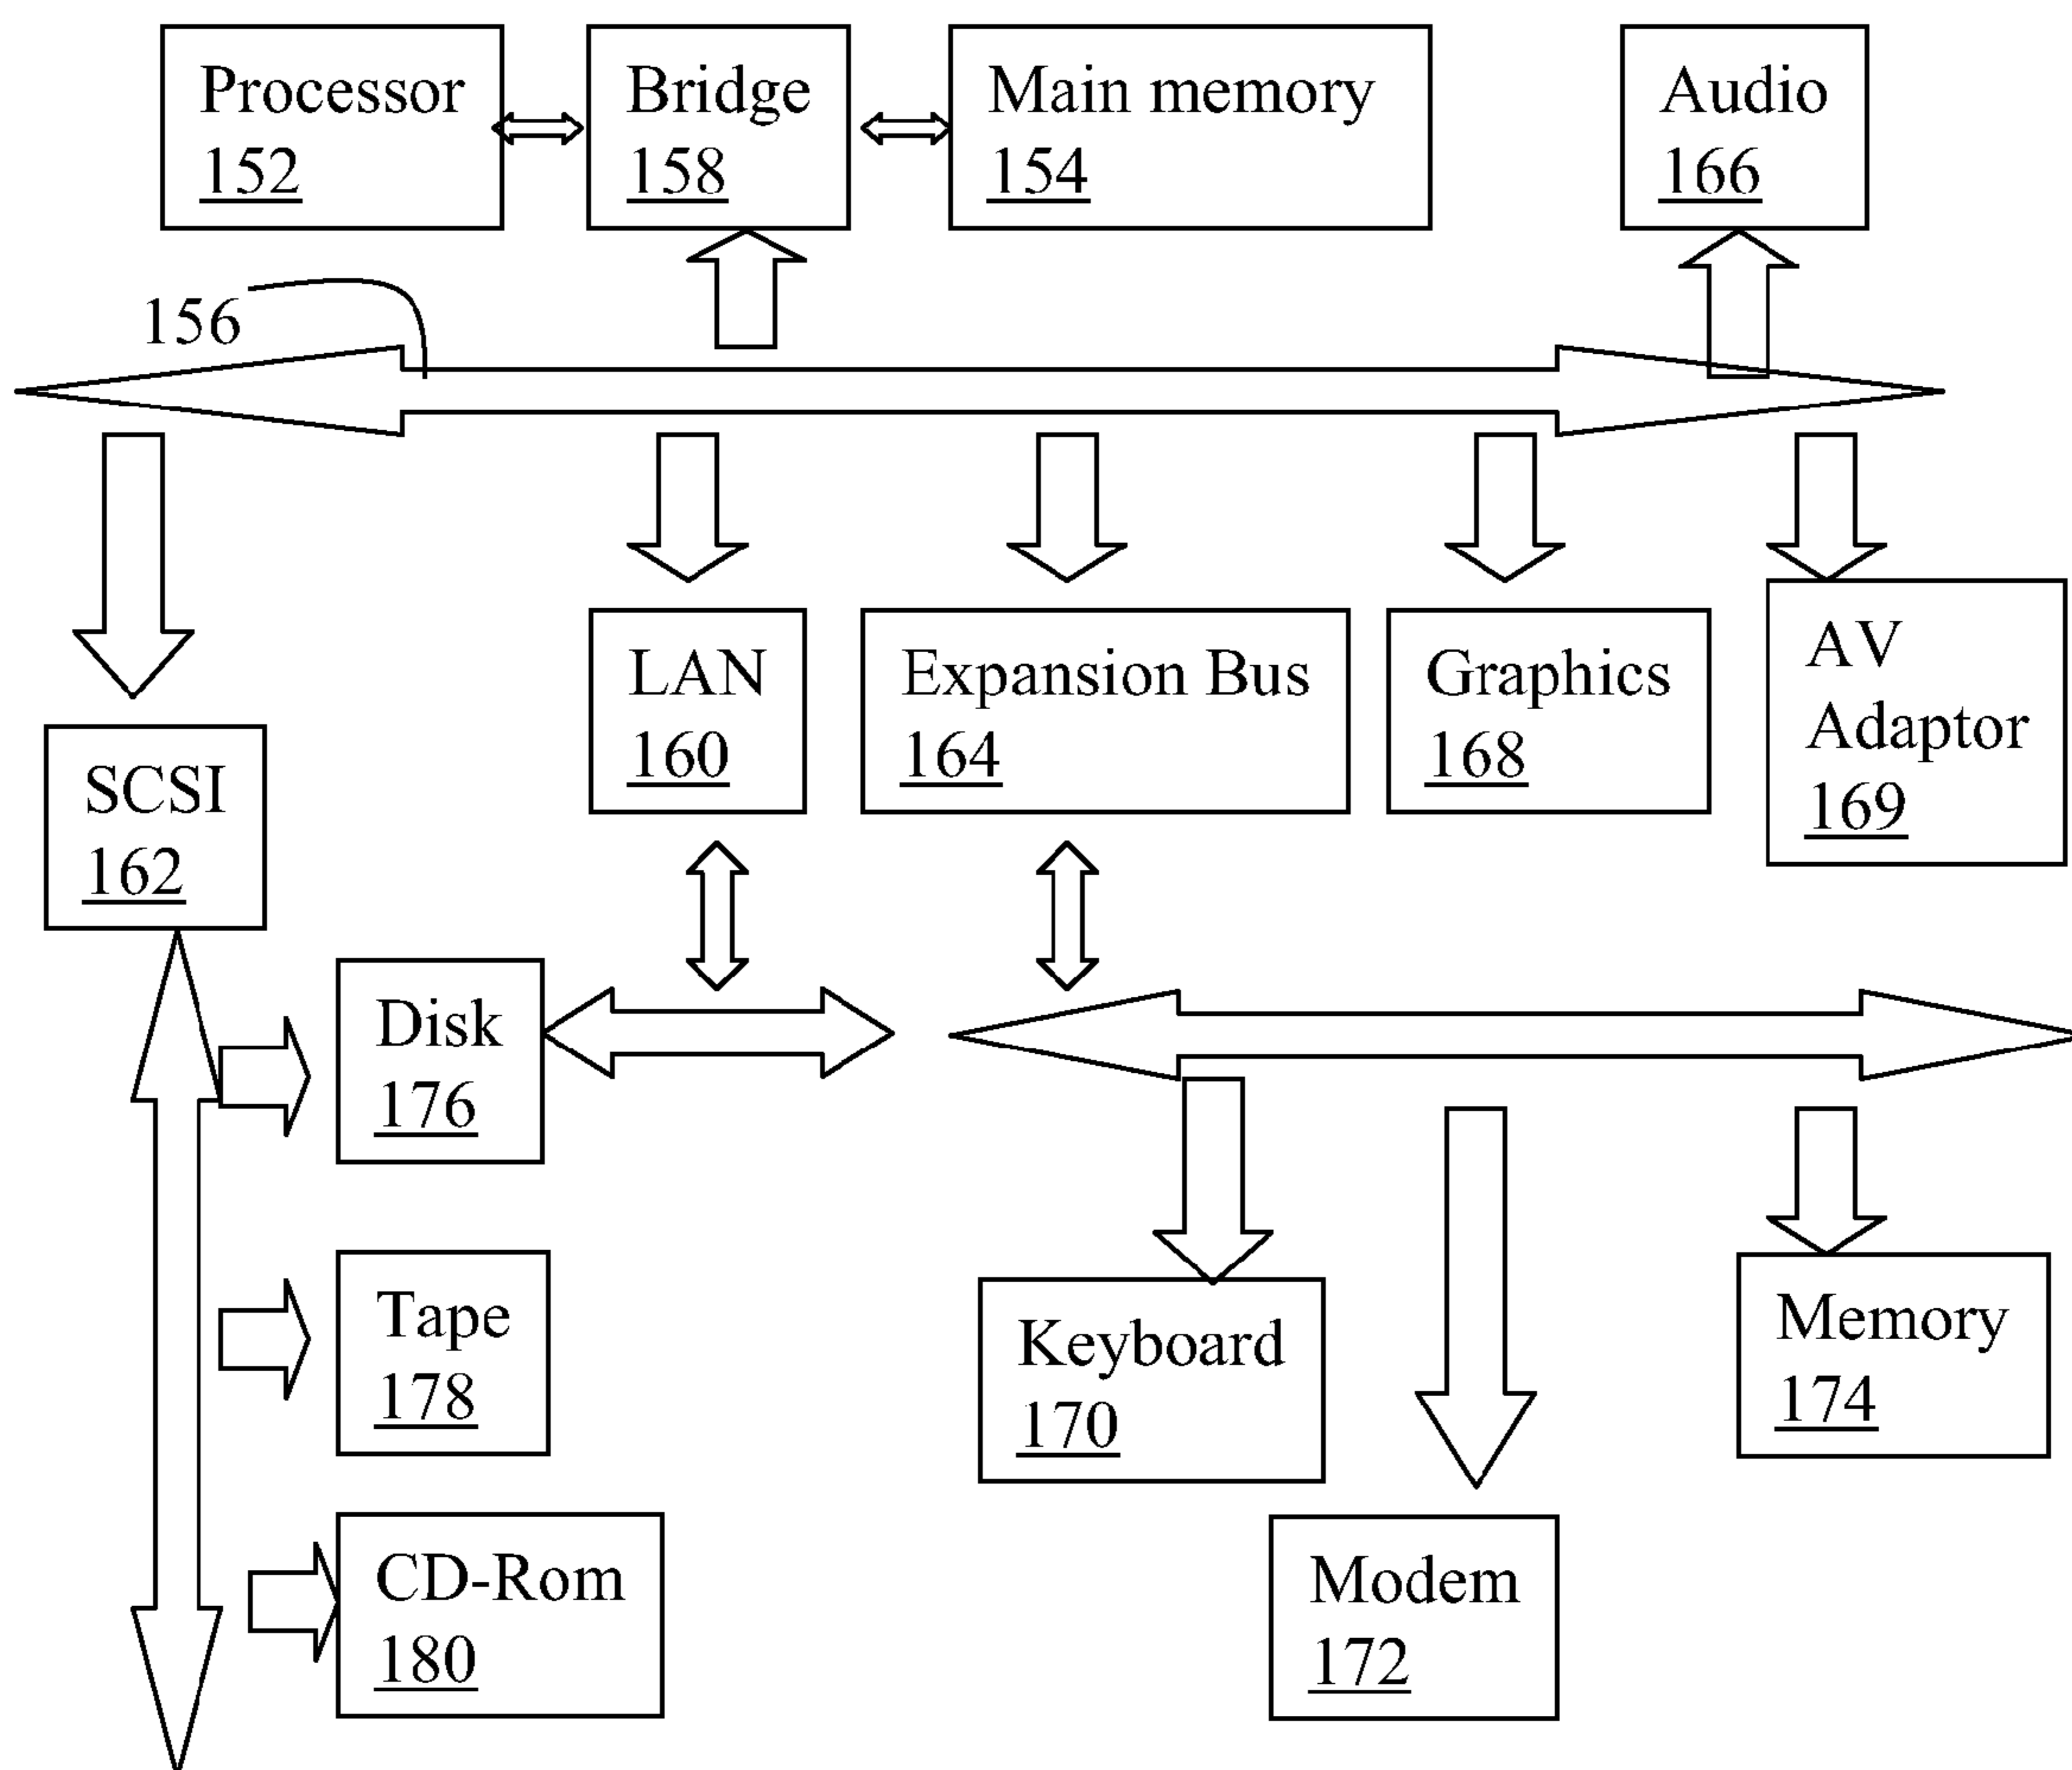 Processor
152
Bridge
158
Main memory
154
Audio
166
156
LAN
160
Expansion Bus
164
Graphics
168
AV
Adaptor
169
SCSI
162
Disk
176
Tape
178
Keyboard
170
Memory
174
CD-Rom
180
Modem
172